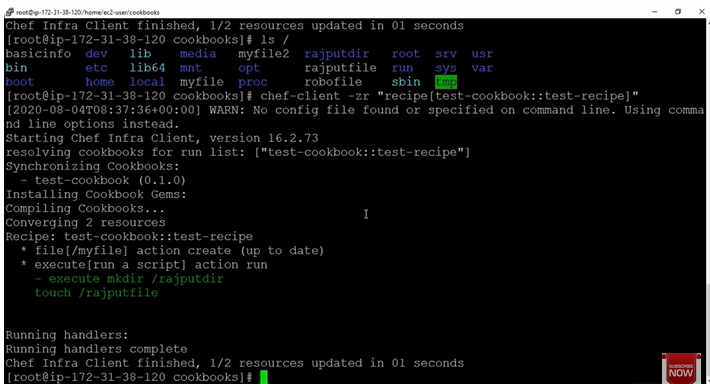 root@ip-172-31-38-120:/home/ec2-user/cookbooks
Chef Infra Client finished, 1/2 resources updated in 01 seconds
[root@ip-172-31-38-120 cookbooks]# ls /
basicinfo dev lib media myfile2 rajputdir root srv usr
bin etc lib64 mnt opt rajputfile run sys var
boot home local myfile proc robofile sbin tmp
[root@ip-172-31-38-120 cookbooks]# chef-client -zr "recipe[test-cookbook::test-recipe]"
[2020-08-04T08:37:36+00:00] WARN: No config file found or specified on command line. Using comma
nd line options instead.
Starting Chef Infra Client, version 16.2.73
resolving cookbooks for run list: ["test-cookbook::test-recipe"]
Synchronizing Cookbooks:
- test-cookbook (0.1.0)
Installing Cookbook Gems:
Compiling Cookbooks...
Converging 2 resources
Recipe: test-cookbook::test-recipe
* file[/myfile] action create (up to date)
* execute[run a script] action run
- execute mkdir /rajputdir
touch /rajputfile
Running handlers:
Running handlers complete
Chef Infra Client finished, 1/2 resources updated in 01 seconds
[root@ip-172-31-38-120 cookbooks]#
SUBSCRIBE
NOW